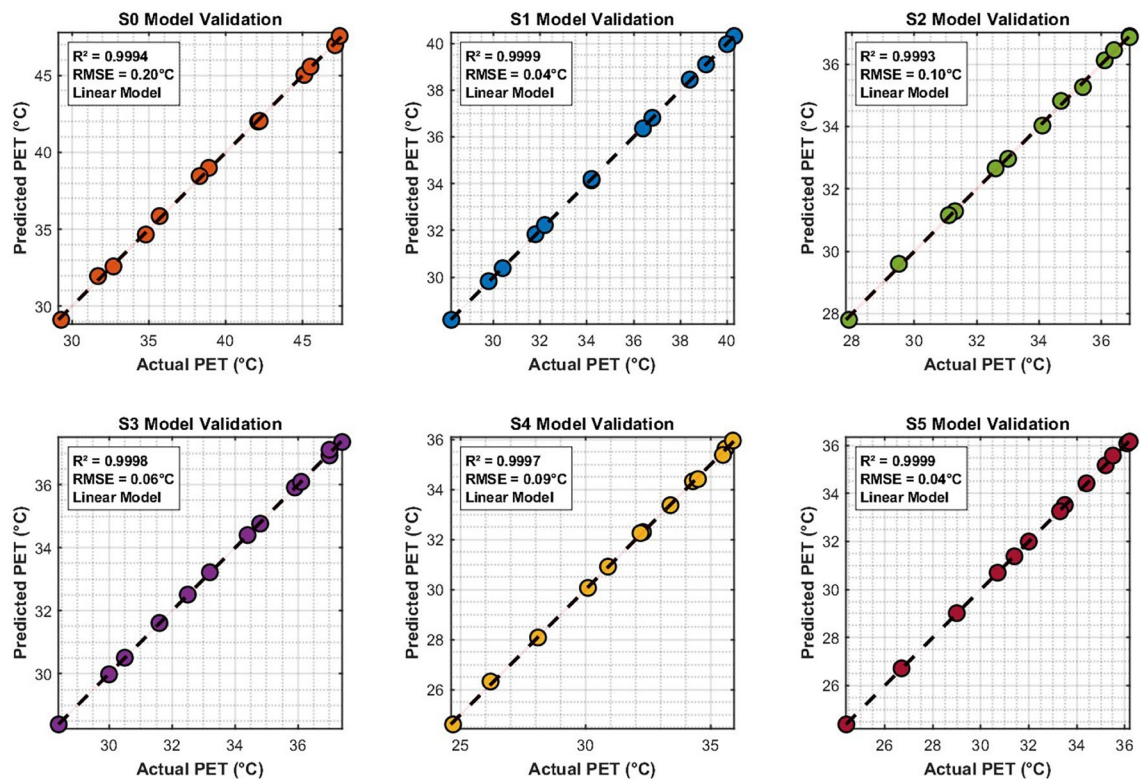 S0 Model Validation
R² = 0.9994
RMSE = 0.20°C
Linear Model
Predicted PET (°C)
45
40
35
30
30 35 40 45
Actual PET (°C)
S1 Model Validation
R² = 0.9999
RMSE = 0.04°C
Linear Model
Predicted PET (°C)
40
38
36
34
32
30
30 32 34 36 38 40
Actual PET (°C)
S2 Model Validation
R² = 0.9993
RMSE = 0.10°C
Linear Model
Predicted PET (°C)
36
34
32
30
28
28 30 32 34 36
Actual PET (°C)
S3 Model Validation
R² = 0.9998
RMSE = 0.06°C
Linear Model
Predicted PET (°C)
36
34
32
30
30 32 34 36
Actual PET (°C)
S4 Model Validation
R² = 0.9997
RMSE = 0.09°C
Linear Model
Predicted PET (°C)
36
34
32
30
28
26
25 30 35
Actual PET (°C)
S5 Model Validation
R² = 0.9999
RMSE = 0.04°C
Linear Model
Predicted PET (°C)
36
34
32
30
28
26
26 28 30 32 34 36
Actual PET (°C)